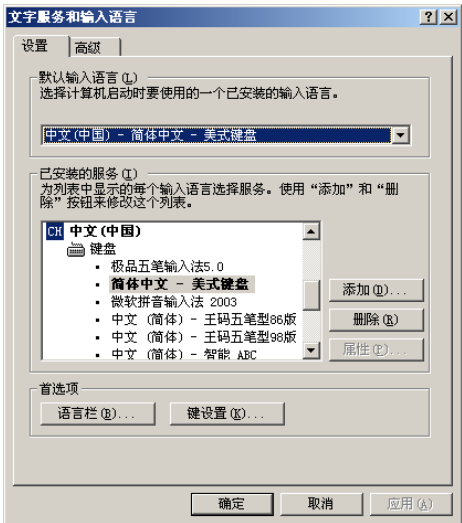 文字服务和输入语言
设置 高级
默认输入语言(L)
选择计算机启动时要使用的一个已安装的输入语言。
中文(中国) - 简体中文 - 美式键盘
已安装的服务(I)
为列表中显示的每个输入语言选择服务。使用“添加”和“删
除”按钮来修改这个列表。
CH 中文(中国)
键盘
极品五笔输入法5.0
简体中文 - 美式键盘
微软拼音输入法 2003
中文 (简体) - 王码五笔型86版
中文 (简体) - 王码五笔型98版
中文 (简体) - 智能 ABC
添加(D)...
删除(R)
属性(P)...
首选项
语言栏(B)... 键设置(K)...
确定 取消 应用(A)